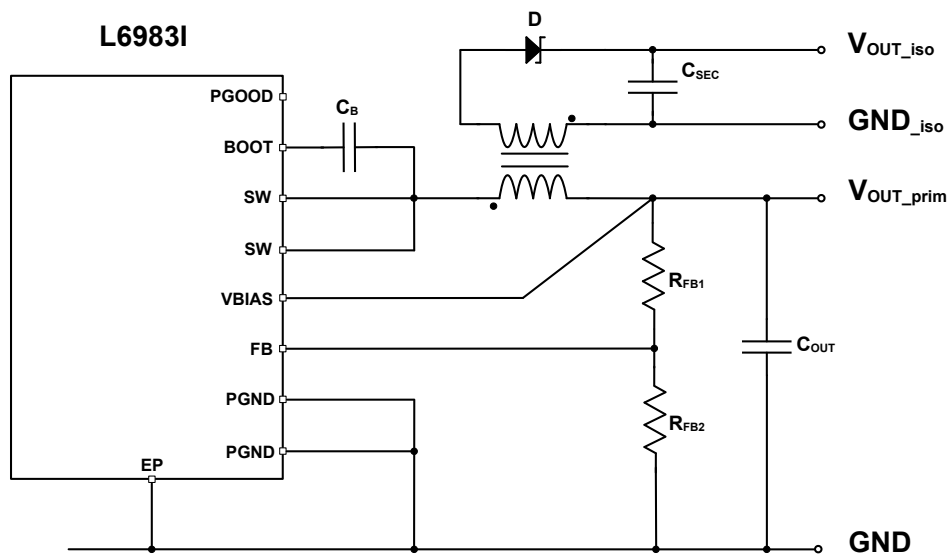 L6983I
PGOOD
BOOT
SW
SW
VBIAS
FB
PGND
PGND
EP
CB
D
CSEC
RFB1
RFB2
COUT
VOUT_iso
GND_iso
VOUT_prim
GND